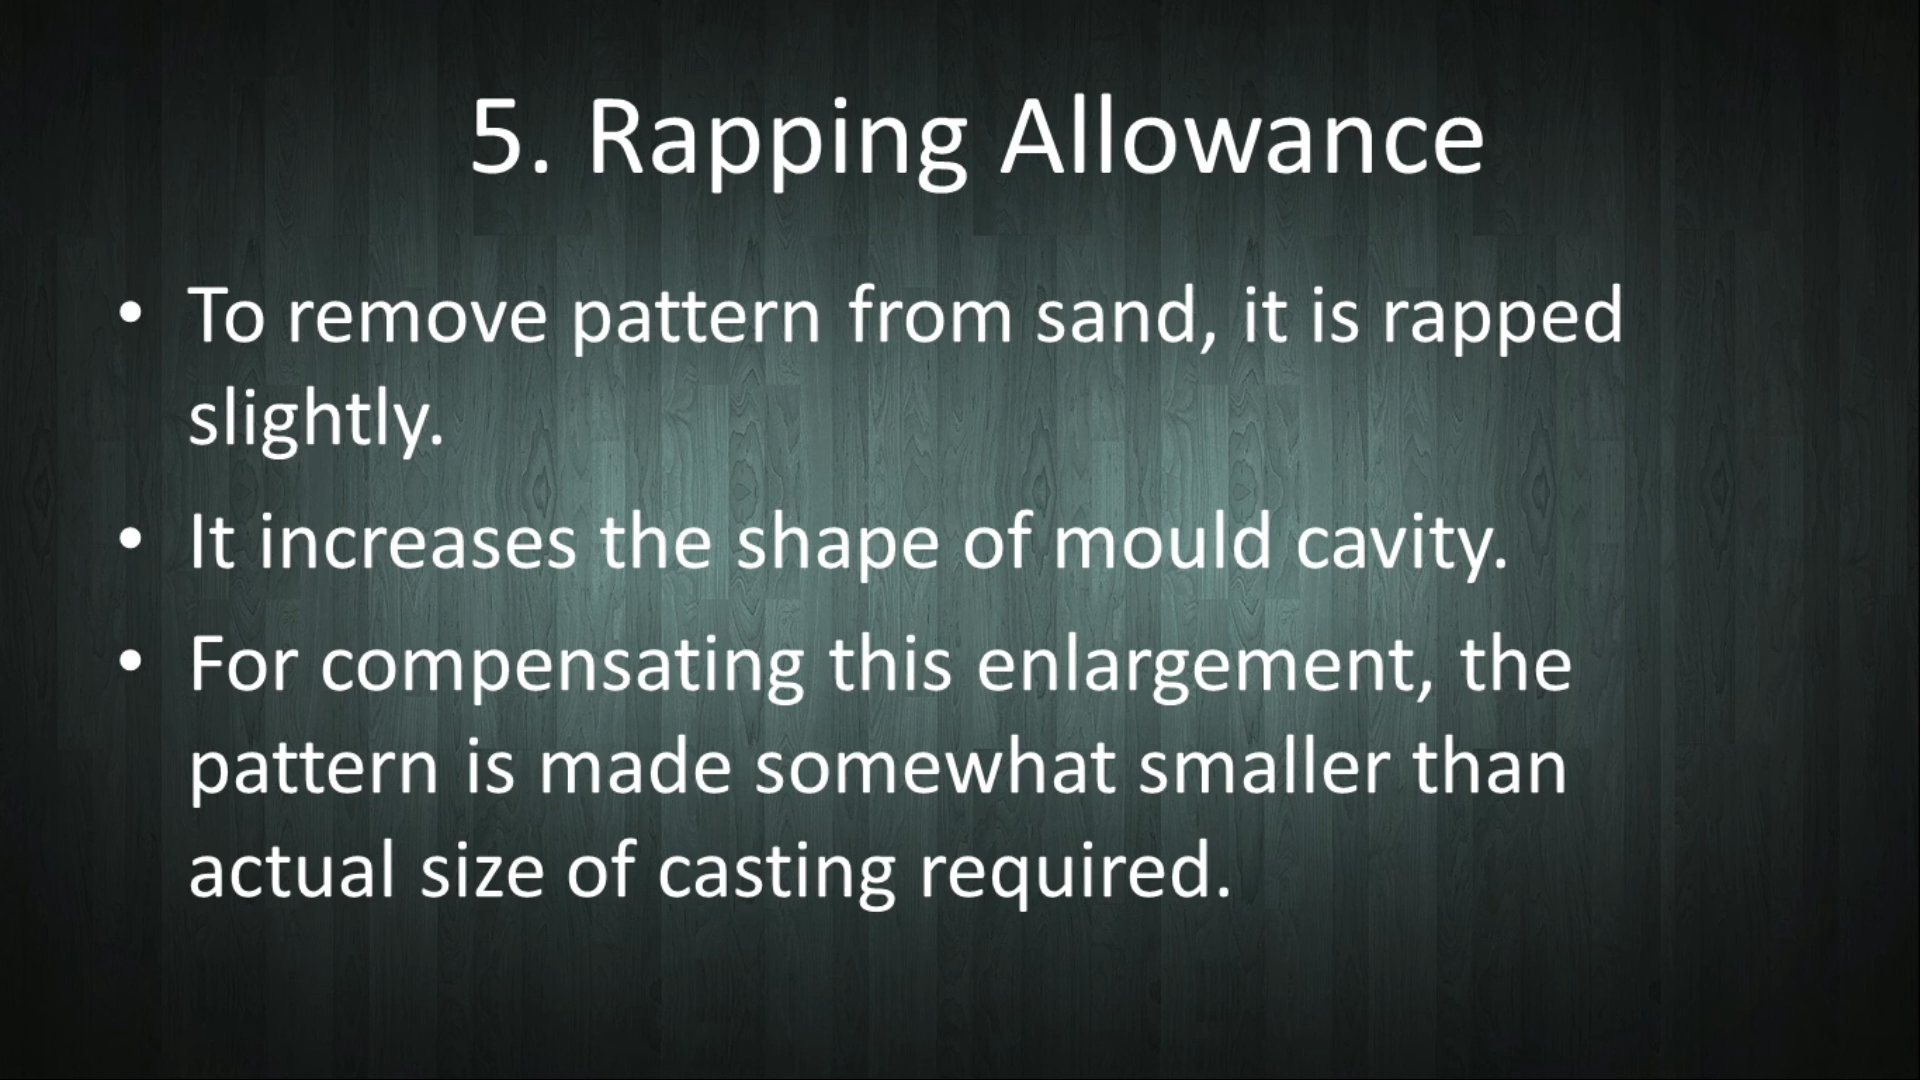 5. Rapping Allowance
• To remove pattern from sand, it is rapped
slightly.
• It increases the shape of mould cavity.
• For compensating this enlargement, the
pattern is made somewhat smaller than
actual size of casting required.